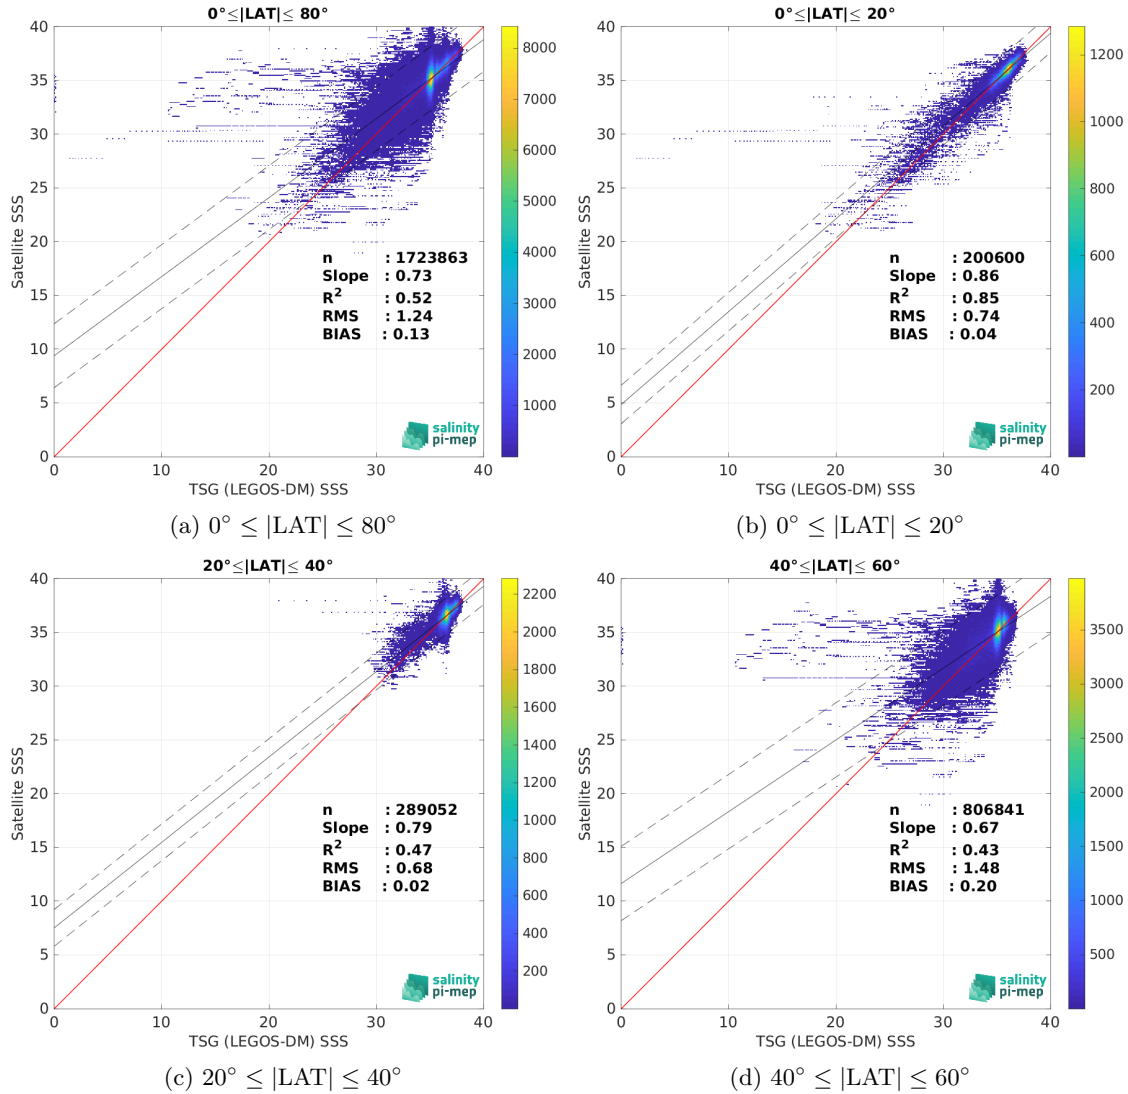 0°≤|LAT|≤ 80°
40
35
30
25
20
15
10
5
0
Satellite SSS
0
10
20
30
40
TSG (LEGOS-DM) SSS
n : 1723863
Slope : 0.73
R² : 0.52
RMS : 1.24
BIAS : 0.13
salinity
pi-mep
8000
7000
6000
5000
4000
3000
2000
1000
(a) 0° ≤ |LAT| ≤ 80°
0°≤|LAT|≤ 20°
40
35
30
25
20
15
10
5
0
Satellite SSS
0
10
20
30
40
TSG (LEGOS-DM) SSS
n : 200600
Slope : 0.86
R² : 0.85
RMS : 0.74
BIAS : 0.04
salinity
pi-mep
1200
1000
800
600
400
200
(b) 0° ≤ |LAT| ≤ 20°
20°≤|LAT|≤ 40°
40
35
30
25
20
15
10
5
0
Satellite SSS
0
10
20
30
40
TSG (LEGOS-DM) SSS
n : 289052
Slope : 0.79
R² : 0.47
RMS : 0.68
BIAS : 0.02
salinity
pi-mep
2200
2000
1800
1600
1400
1200
1000
800
600
400
200
(c) 20° ≤ |LAT| ≤ 40°
40°≤|LAT|≤ 60°
40
35
30
25
20
15
10
5
0
Satellite SSS
0
10
20
30
40
TSG (LEGOS-DM) SSS
n : 806841
Slope : 0.67
R² : 0.43
RMS : 1.48
BIAS : 0.20
salinity
pi-mep
3500
3000
2500
2000
1500
1000
500
(d) 40° ≤ |LAT| ≤ 60°